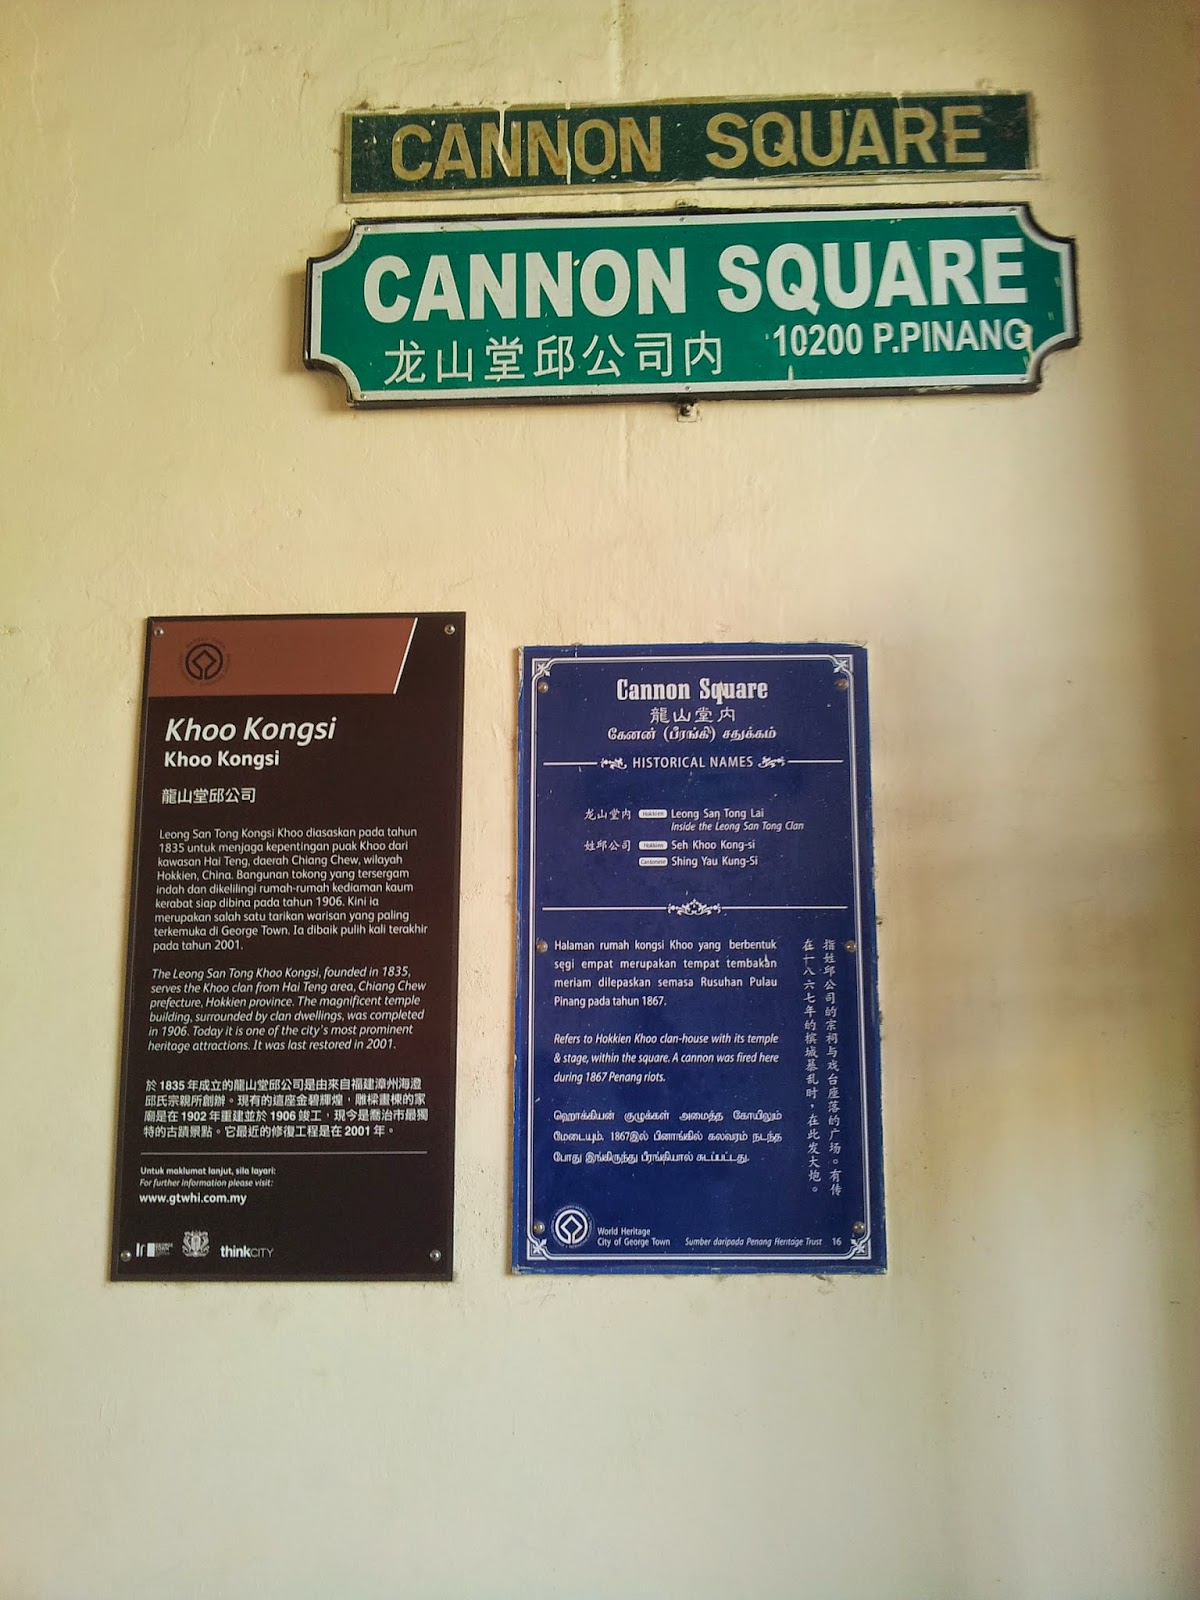 CANNON SQUARE
CANNON SQUARE
龙山堂邱公司内 10200 P.PINANG
Khoo Kongsi
Khoo Kongsi
龍山堂邱公司
Leong San Tong Kongsi Khoo diasaskan pada tahun
1835 untuk menjaga kepentingan puak Khoo dari
kawasan Hai Teng, daerah Chiang Chew, wilayah
Hokkien, China. Bangunan tokong yang tersergam
indah dan dikelilingi rumah-rumah kediaman kaum
kerabat siap dibina pada tahun 1906. Kini ia
merupakan salah satu tarikan warisan yang paling
terkemuka di George Town. Ia dibaik pulih kali terakhir
pada tahun 2001.
The Leong San Tong Khoo Kongsi, founded in 1835,
serves the Khoo clan from Hai Teng area, Chiang Chew
prefecture, Hokkien province. The magnificent temple
building, surrounded by clan dwellings, was completed
in 1906. Today it is one of the city's most prominent
heritage attractions. It was last restored in 2001.
於 1835 年成立的龍山堂邱公司是由來自福建漳州海澄
邱氏宗親所創辦。現有的這座金碧輝煌，雕樑畫棟的家
廟是在 1902 年重建並於 1906 竣工，現今是喬治市最獨
特的古蹟景點。它最近的修復工程是在 2001 年。
Untuk maklumat lanjut, sila layari:
For further information please visit:
www.gtwhi.com.my
thinkCITY
Cannon Square
龍山堂内
கேனன் (பீரங்கி) சதுக்கம்
HISTORICAL NAMES
龙山堂内 Hokkien Leong San Tong Lai
Inside the Leong San Tong Clan
姓邱公司 Hokkien Seh Khoo Kong-si
Cantonese Shing Yau Kung-Si
Halaman rumah kongsi Khoo yang berbentuk
segi empat merupakan tempat tembakan
meriam dilepaskan semasa Rusuhan Pulau
Pinang pada tahun 1867.
Refers to Hokkien Khoo clan-house with its temple
& stage, within the square. A cannon was fired here
during 1867 Penang riots.
ஹொக்கியன் குழுக்கள் அமைத்த கோயிலும்
மேடையும். 1867இல் பினாங்கில் கலவரம் நடந்த
போது இங்கிருந்து பீரங்கியால் சுடப்பட்டது.
指姓邱公司的宗祠与戏台座落的广场。有传
在一八六七年的槟城暴乱时，在此发大炮。
World Heritage
City of George Town
Sumber daripada Penang Heritage Trust 16